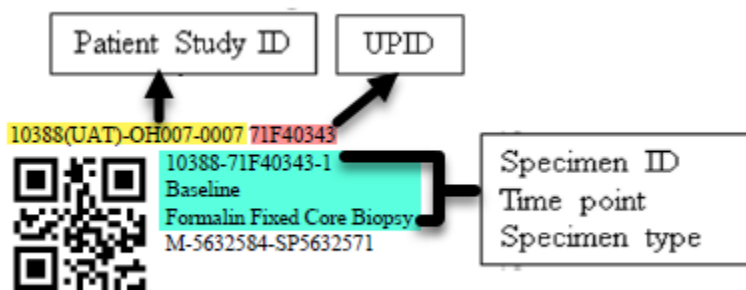 Patient Study ID
UPID
10388(UAT)-OH007-0007 71F40343
10388-71F40343-1
Baseline
Formalin Fixed Core Biopsy
M-5632584-SP5632571
Specimen ID
Time point
Specimen type